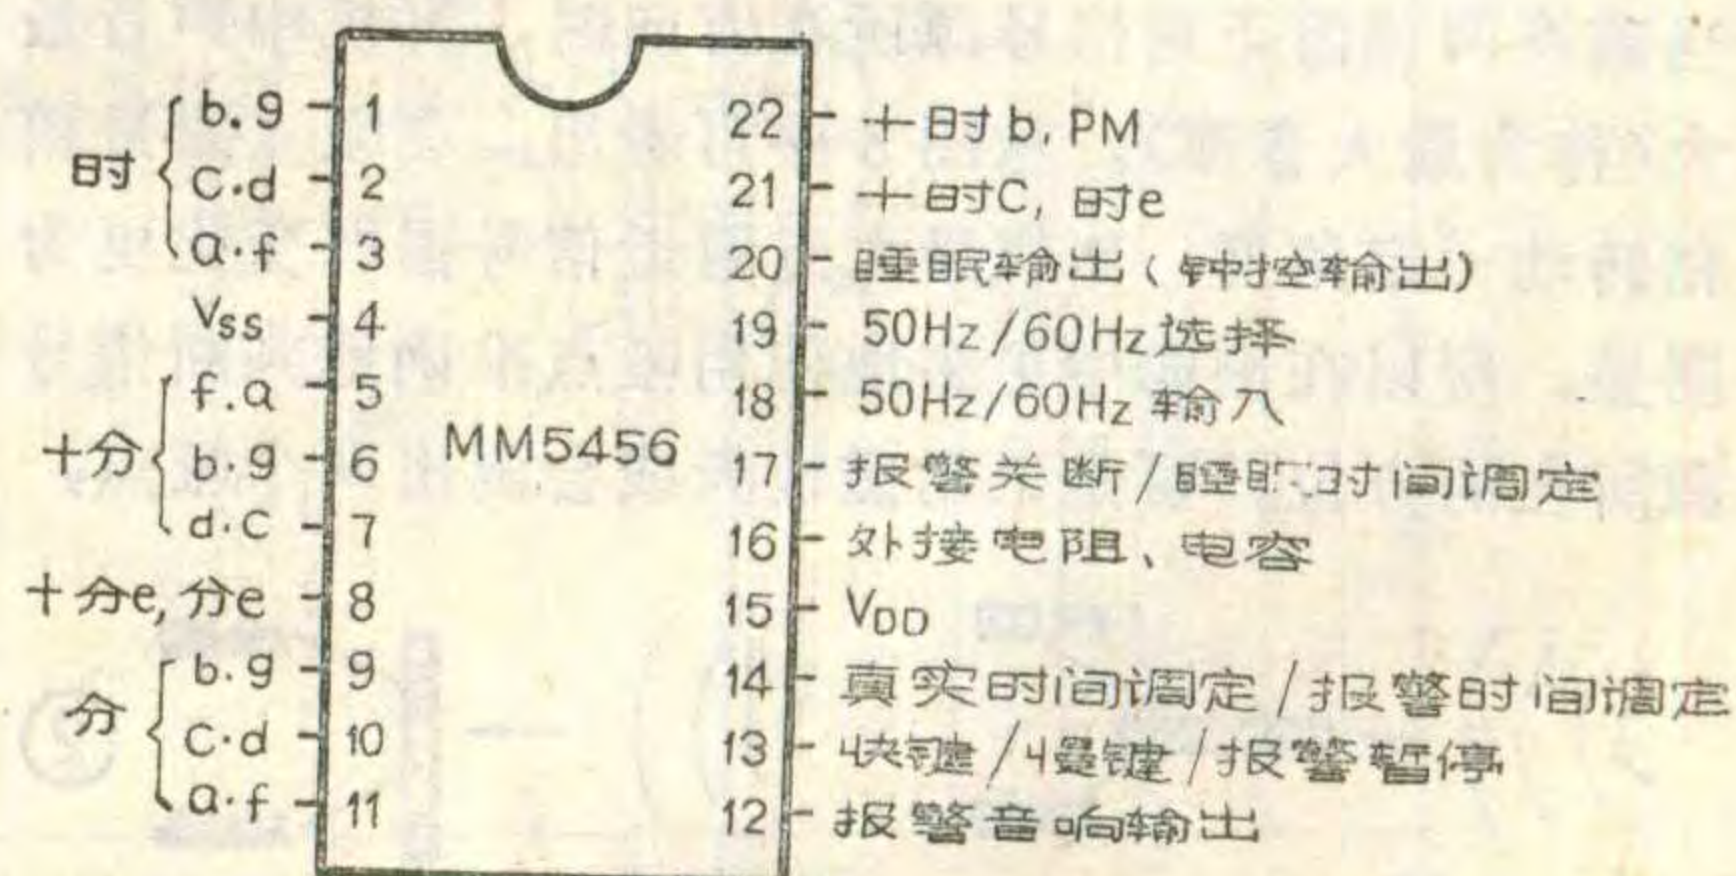 时
b.g 1
c.d 2
a.f 3
Vss 4
十分
f.a 5
b.g 6
d.c 7
十分e, 分e 8
分
b.g 9
c.d 10
a.f 11
MM5456
22 十时b, PM
21 十时C, 时e
20 睡眠输出(钟控输出)
19 50Hz/60Hz选择
18 50Hz/60Hz 输入
17 报警关断/睡眠时间调定
16 外接电阻、电容
15 VDD
14 真实时间调定/报警时间调定
13 快键/慢键/报警暂停
12 报警音响输出